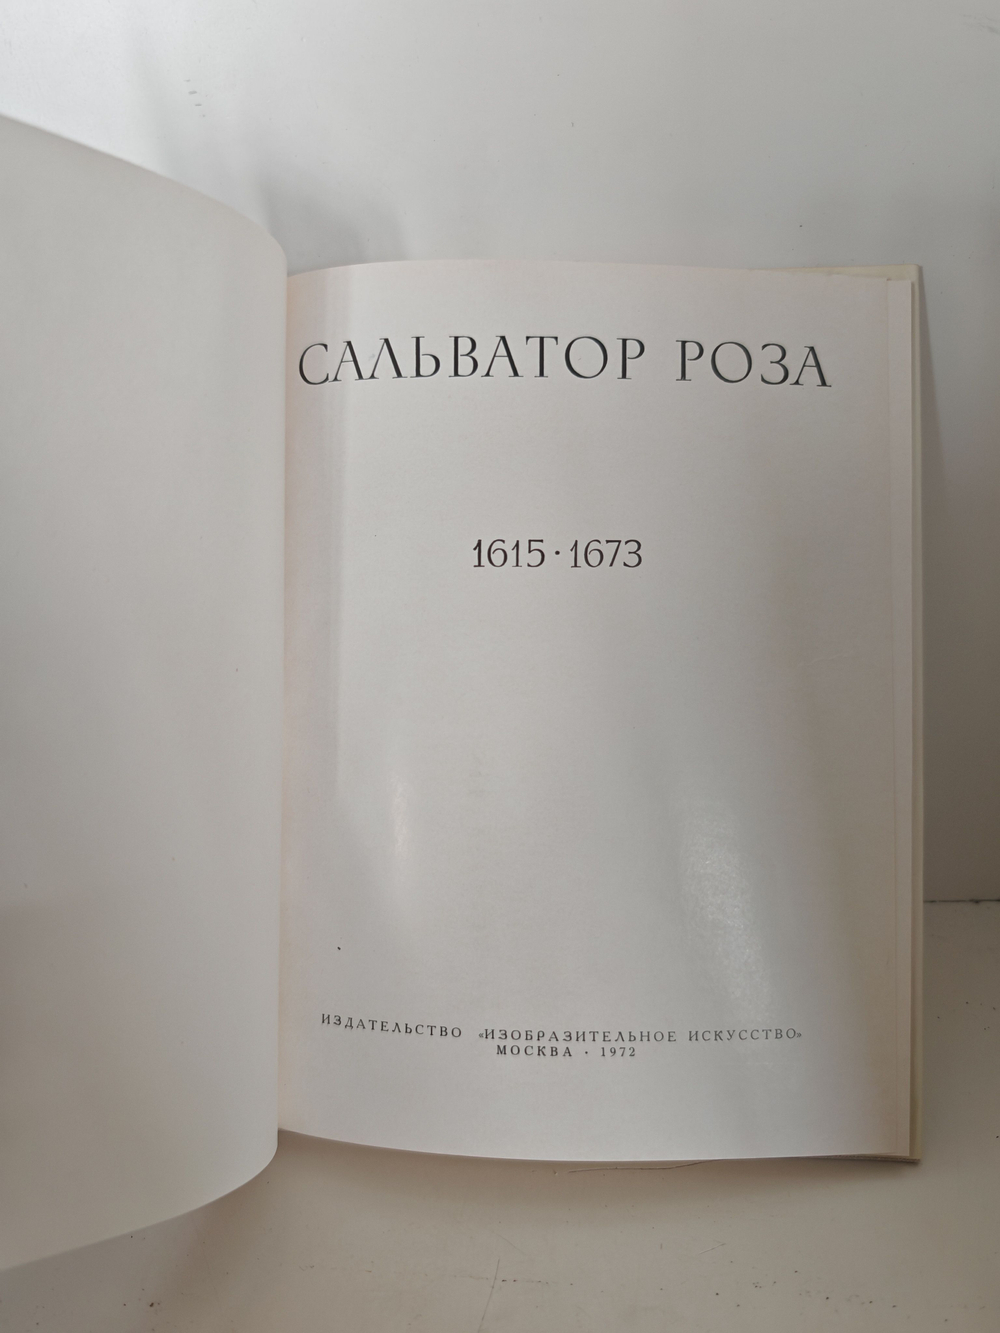 САЛЬВАТОР РОЗА
1615 · 1673
ИЗДАТЕЛЬСТВО «ИЗОБРАЗИТЕЛЬНОЕ ИСКУССТВО»
МОСКВА · 1972